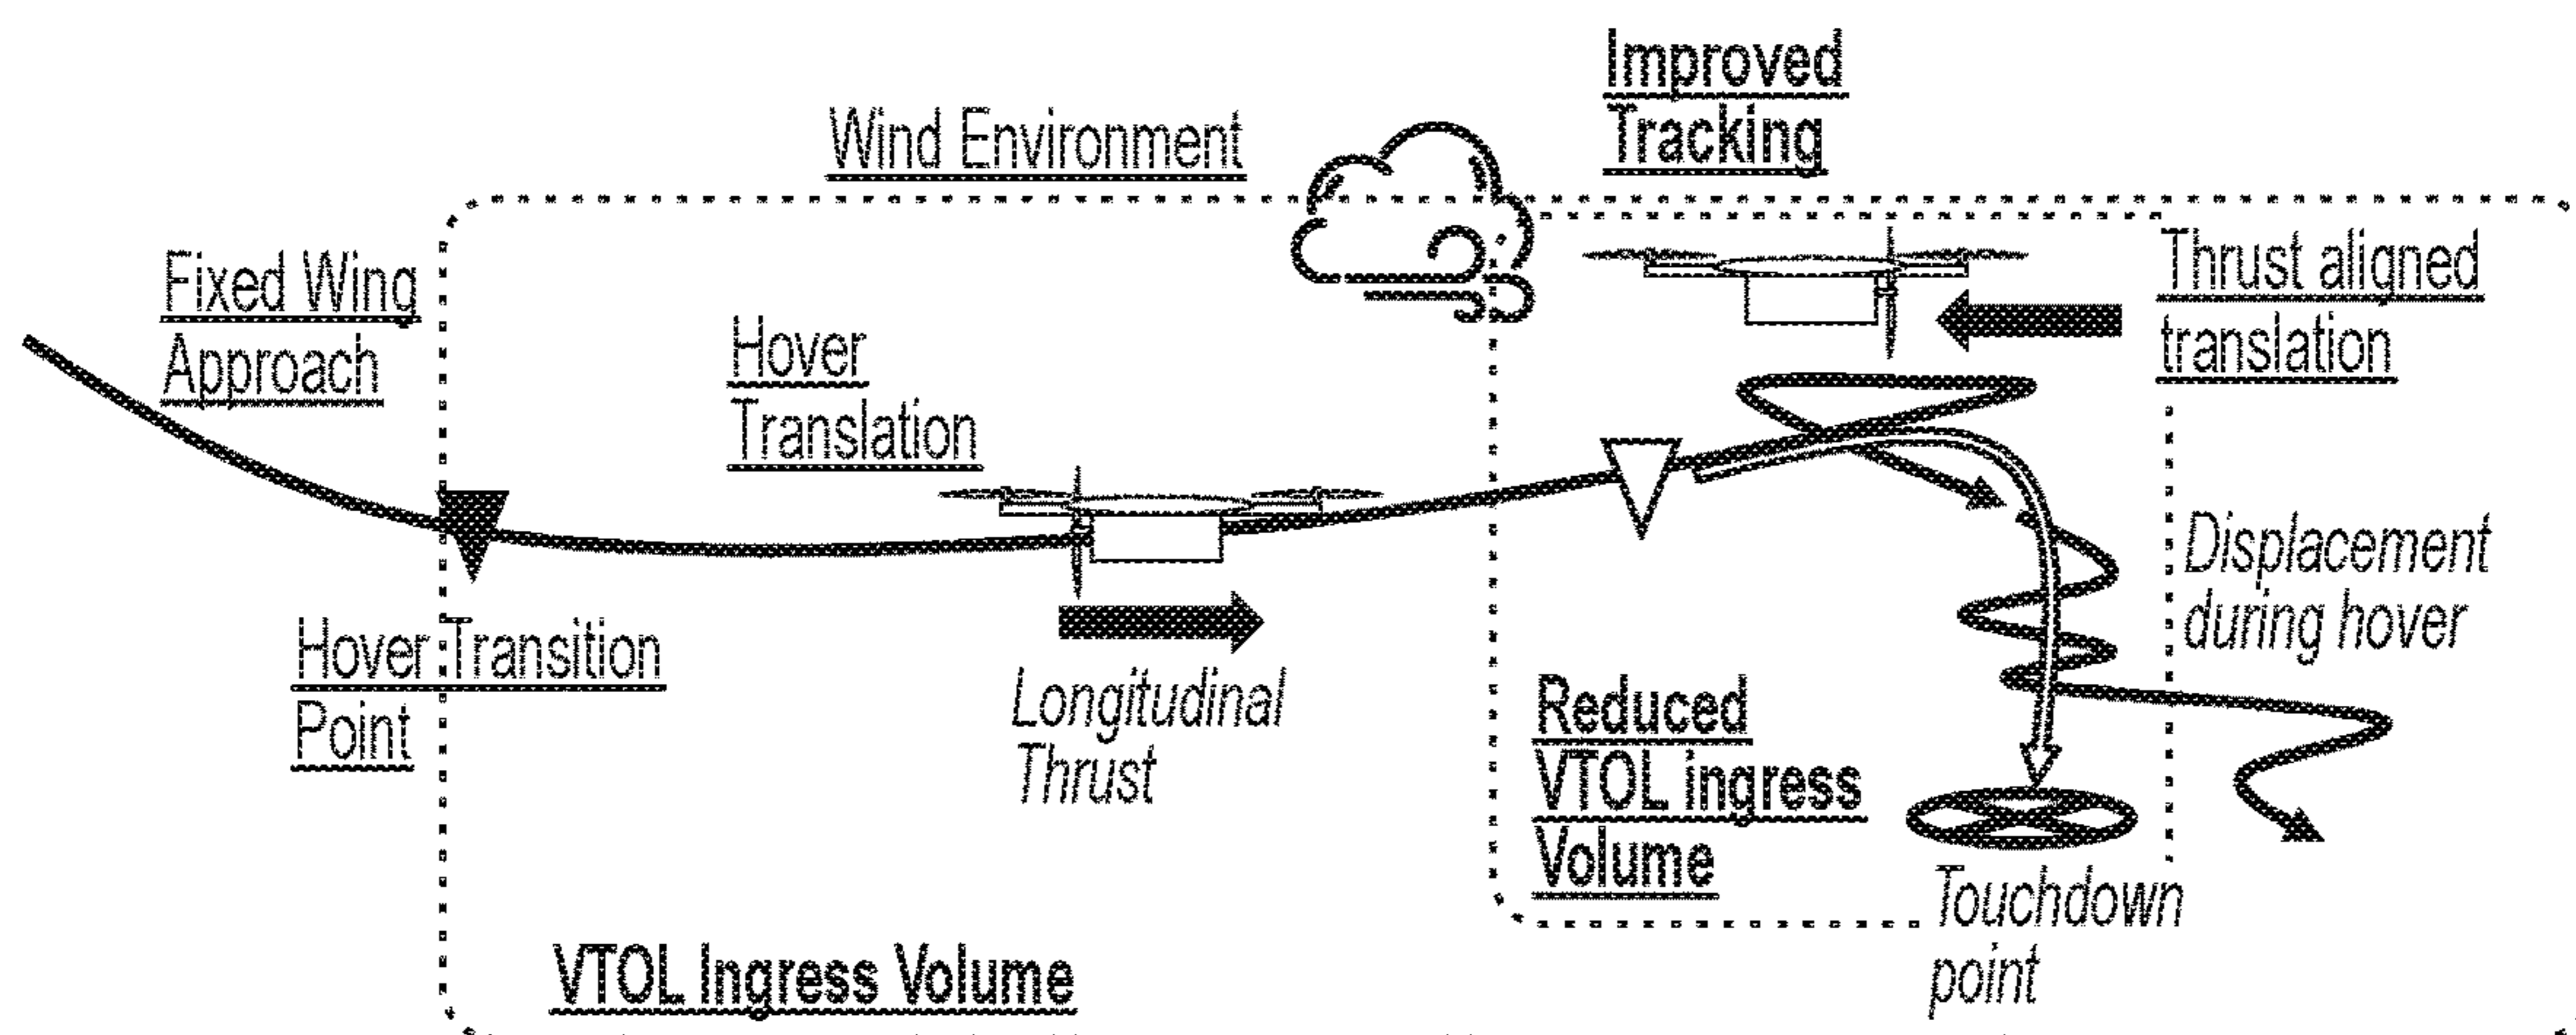 Improved
Tracking
Wind Environment
Fixed Wing
Approach
Thrust aligned
translation
Hover
Translation
Displacement
during hover
Hover Transition
Point
Longitudinal
Thrust
Reduced
VTOL ingress
Volume
Touchdown
point
VTOL Ingress Volume